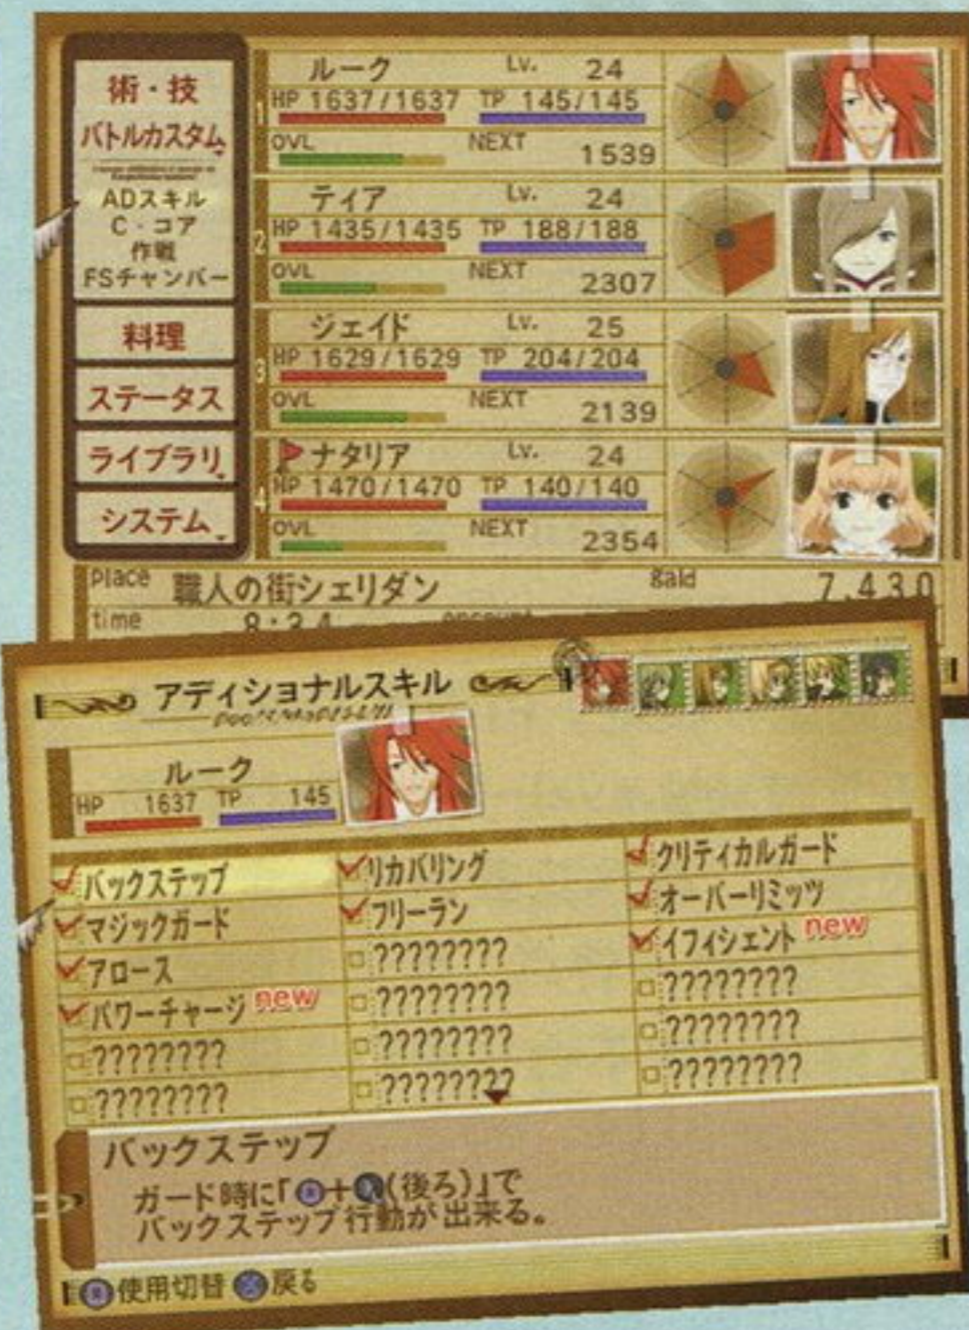 術・技
バトルカスタム
ADスキル
C・コア
作戦
FSチャンバー
料理
ステータス
ライブラリ
システム
1 ルーク Lv. 24
HP 1637/1637 TP 145/145
OVL NEXT 1539
2 ティア Lv. 24
HP 1435/1435 TP 188/188
OVL NEXT 2307
3 ジェイド Lv. 25
HP 1629/1629 TP 204/204
OVL NEXT 2139
4 ナタリア Lv. 24
HP 1470/1470 TP 140/140
OVL NEXT 2354
place 職人の街シェリダン gald 7,430
time 8:34
アディショナルスキル
ルーク
HP 1637 TP 145
バックステップ リカバリング クリティカルガード
マジックガード フリーラン オーバーリミッツ
アロース ???????? イフィシェント new
パワーチャージ new ???????? ????????
???????? ???????? ????????
???????? ???????? ????????
バックステップ
ガード時に「+(後ろ)」で
バックステップ行動が出来る。
使用切替 戻る